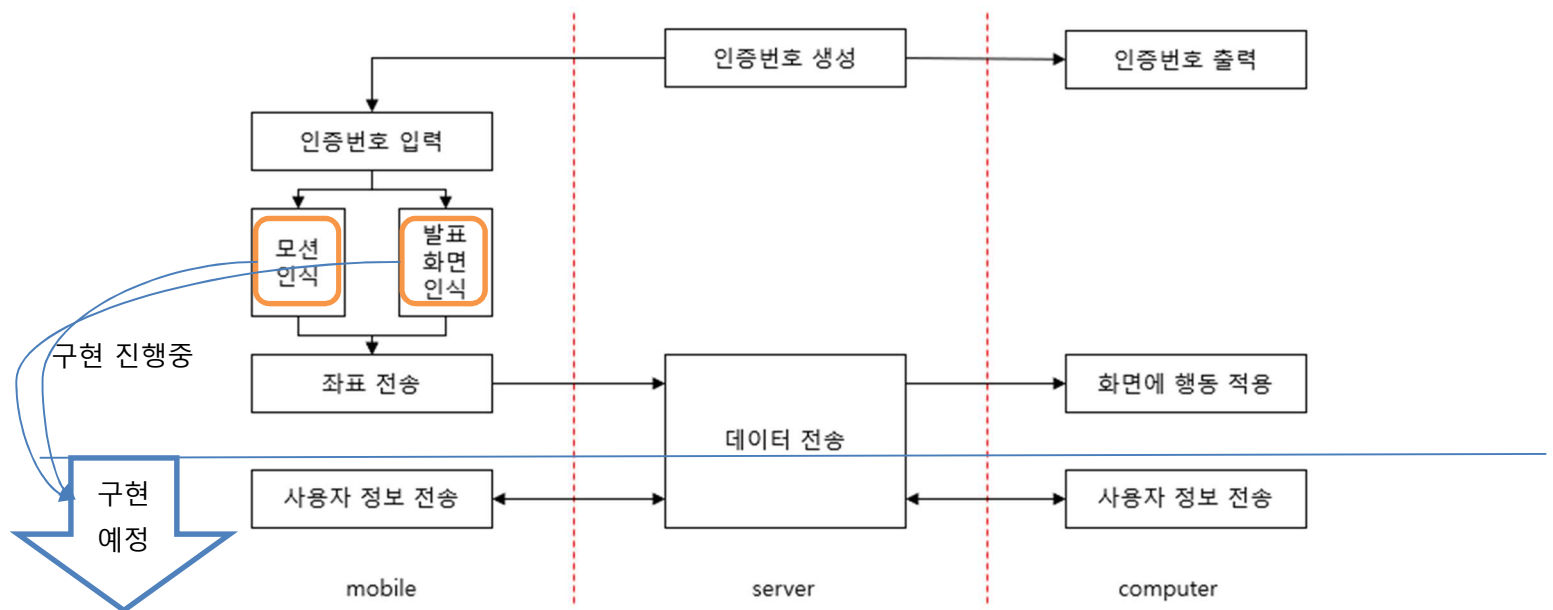 인증번호 생성
인증번호 출력
인증번호 입력
모션
인식
발표
화면
인식
구현 진행중
좌표 전송
데이터 전송
화면에 행동 적용
구현
예정
사용자 정보 전송
사용자 정보 전송
mobile
server
computer